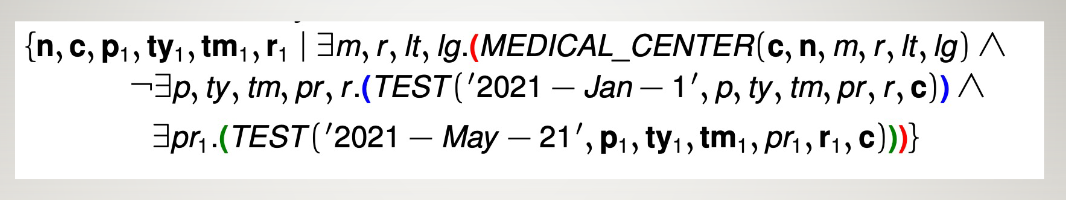 {n, c, p₁, ty₁, tm₁, r₁ | ∃m, r, lt, lg.(MEDICAL_CENTER(c, n, m, r, lt, lg) ∧
¬∃p, ty, tm, pr, r.(TEST('2021 − Jan − 1', p, ty, tm, pr, r, c)) ∧
∃pr₁.(TEST('2021 − May − 21', p₁, ty₁, tm₁, pr₁, r₁, c)))}